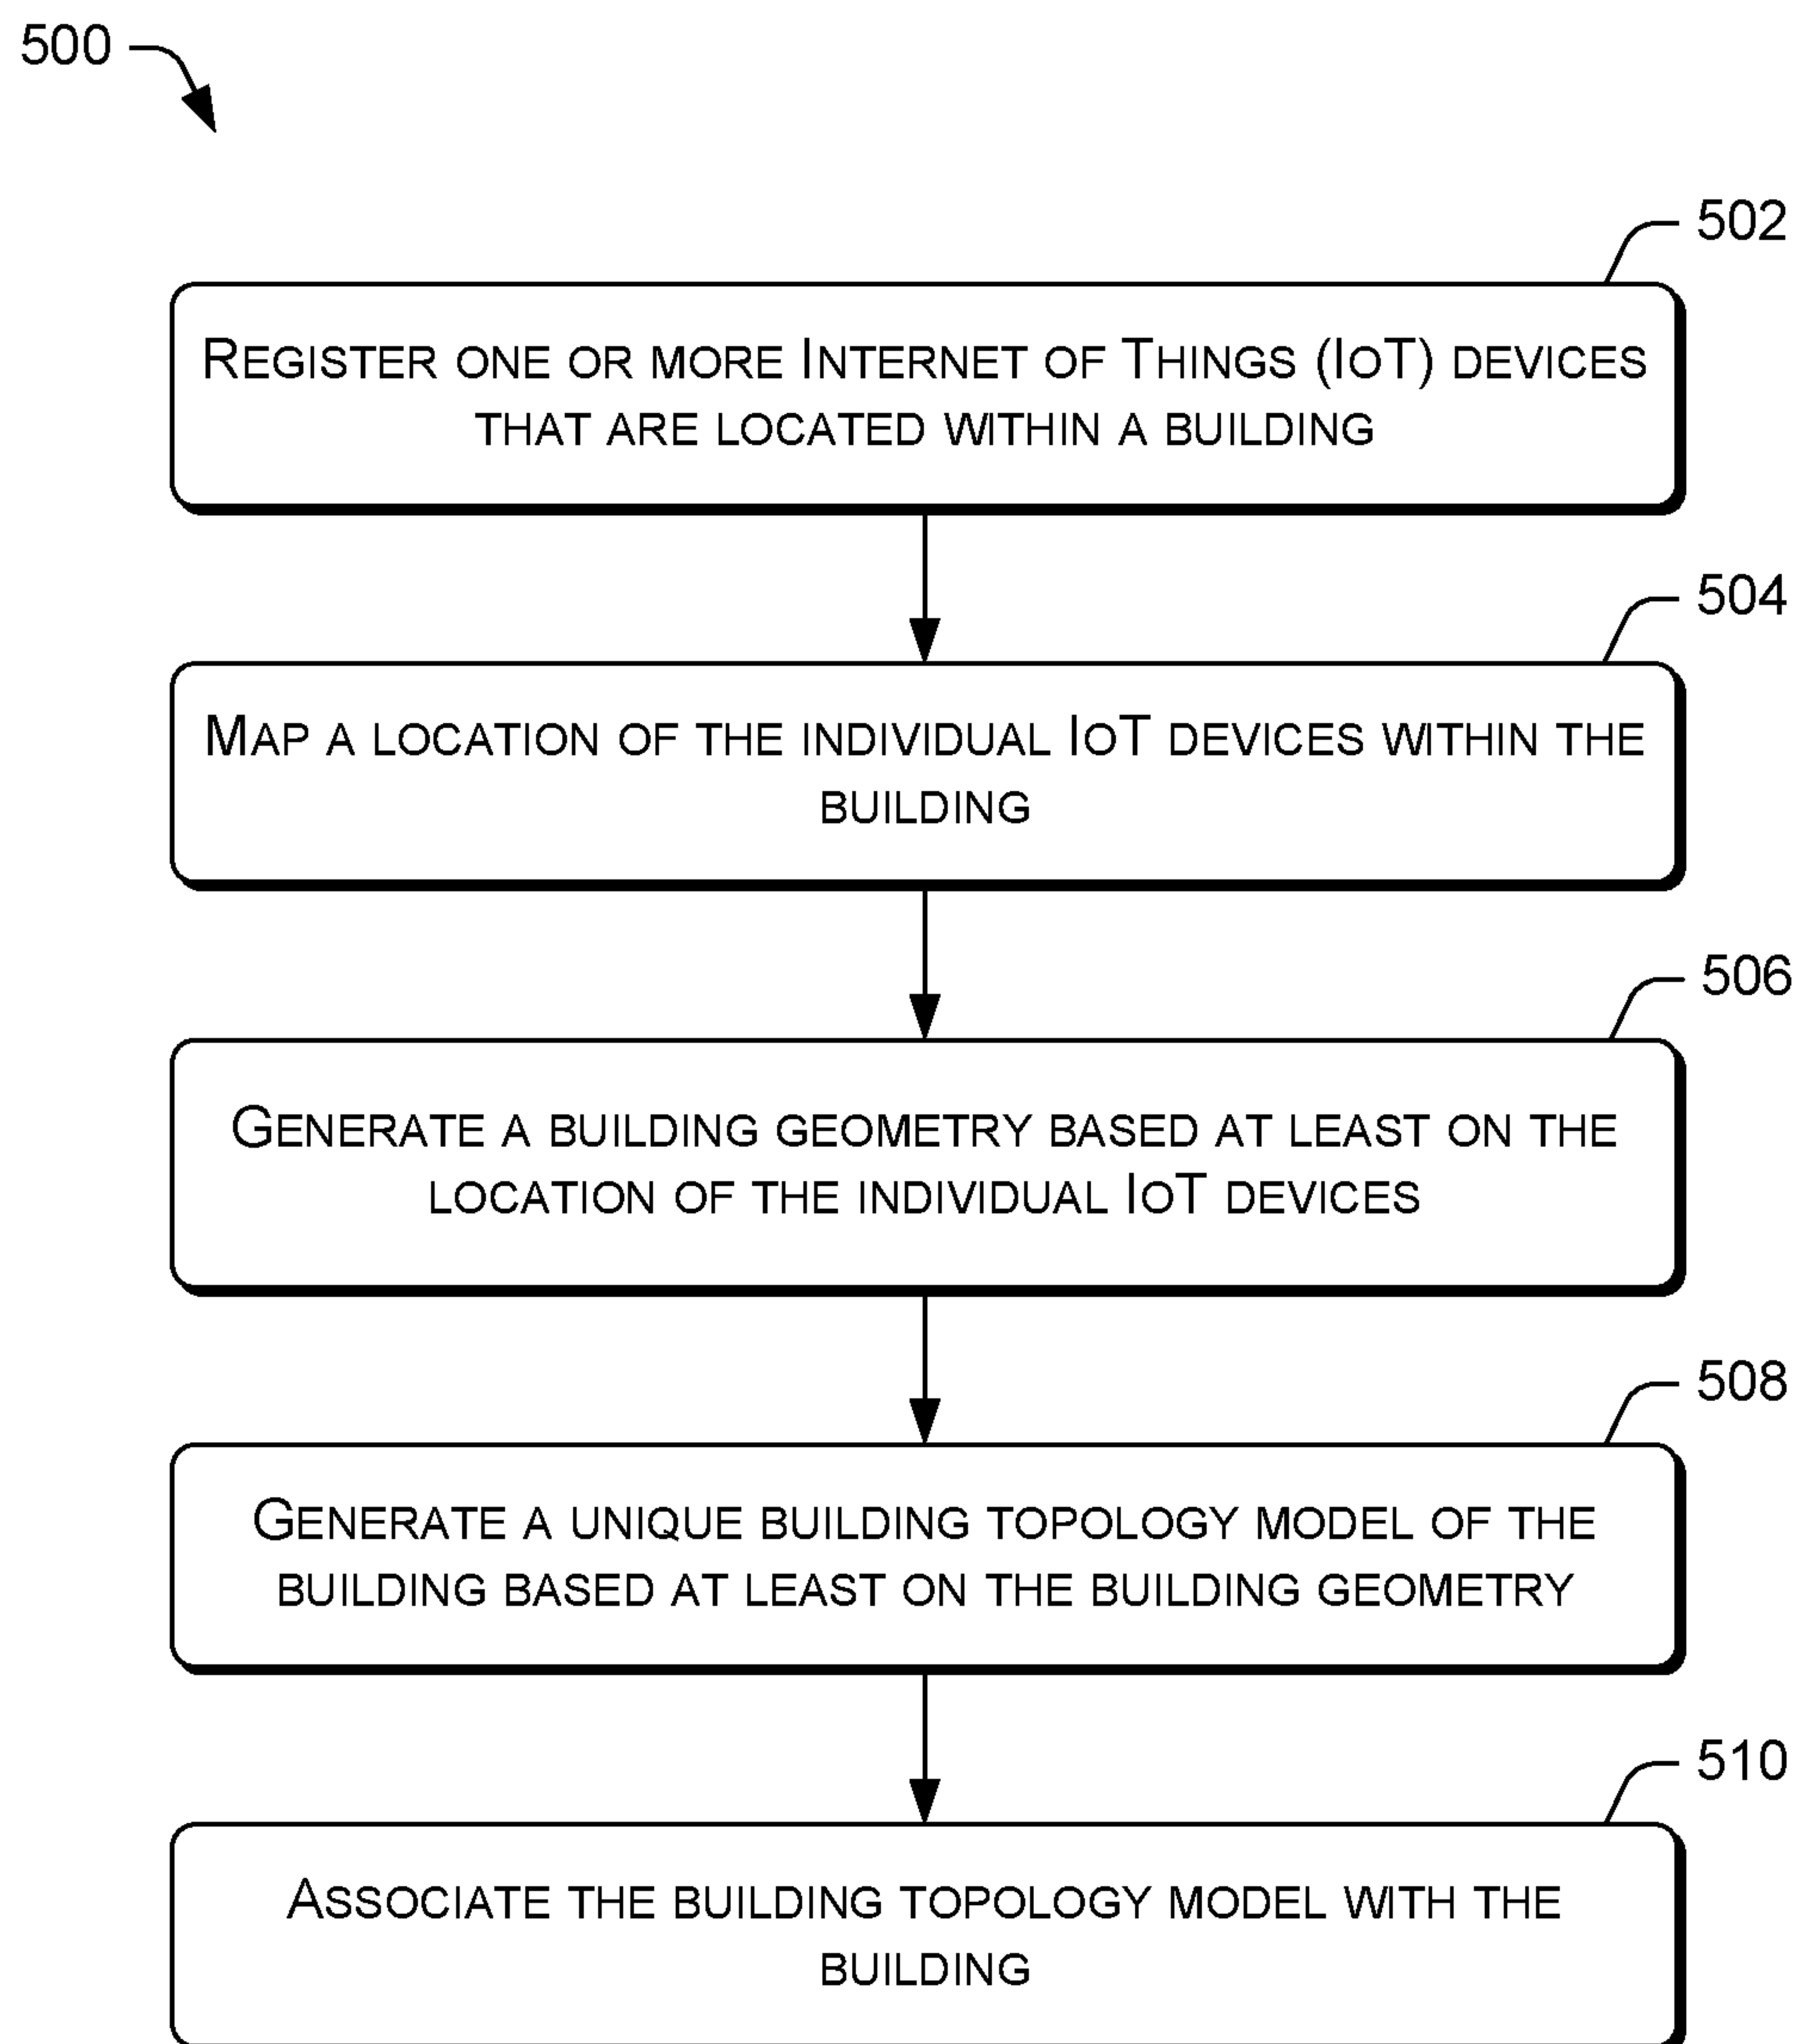 500
502
Register one or more Internet of Things (IoT) devices
that are located within a building
504
Map a location of the individual IoT devices within the
building
506
Generate a building geometry based at least on the
location of the individual IoT devices
508
Generate a unique building topology model of the
building based at least on the building geometry
510
Associate the building topology model with the
building